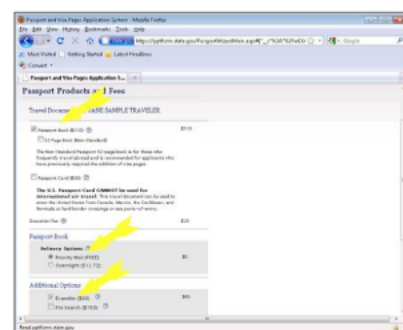 Passport and Visa Pages Application System - Mozilla Firefox
File Edit View History Bookmarks Tools Help
Most Visited Getting Started Latest Headlines
Convert
Passport and Visa Pages Application S...
Passport Products and Fees
SAMPLE TRAVELER
Passport Book ($110) $110
52 Page Book (Non-Standard)
The Non-Standard Passport 52-page book is for those who
frequently travel abroad and is recommended for applicants who
have previously required the addition of visa pages.
Passport Card ($30)
The U.S. Passport Card CANNOT be used for
international air travel. This travel document can be used to
enter the United States from Canada, Mexico, the Caribbean, and
Bermuda at land border crossings or sea ports-of-entry.
Execution Fee $25
Passport Book
Delivery Options
Priority Mail (FREE) $0
Overnight
Additional Options
Expedite ($60) $60
File Search ($150)